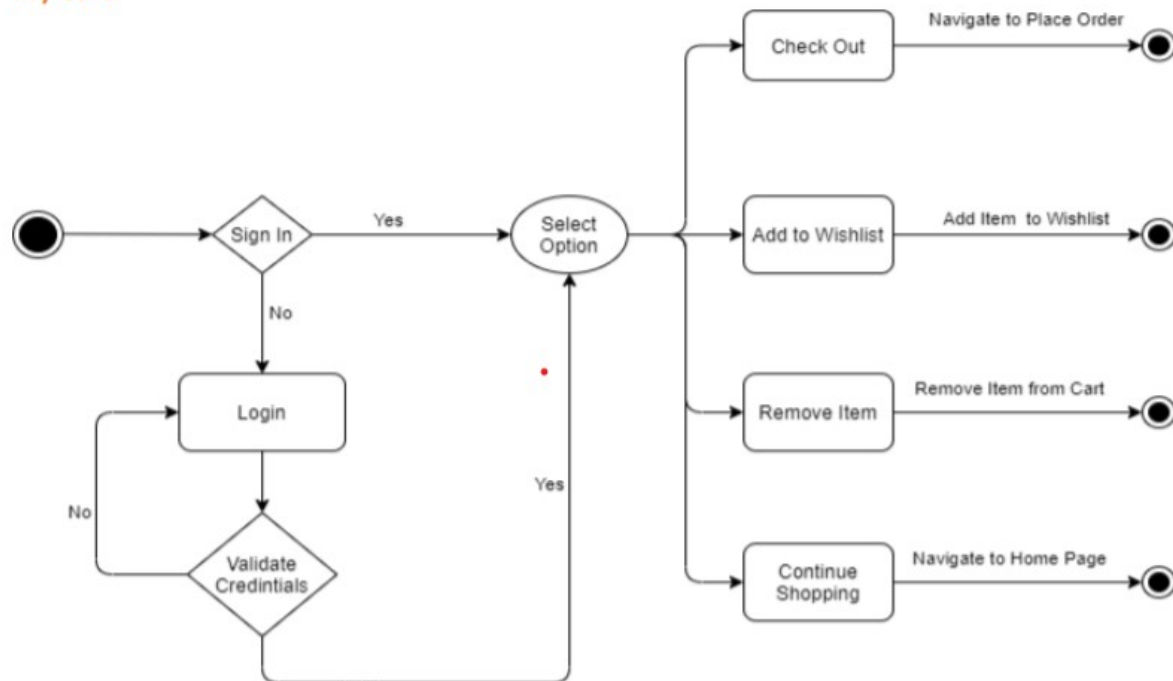 Navigate to Place Order
Check Out
Sign In
Yes
Select
Option
Add to Wishlist
Add Item to Wishlist
No
Login
Remove Item
Remove Item from Cart
No
Yes
Validate
Credintials
Continue
Shopping
Navigate to Home Page